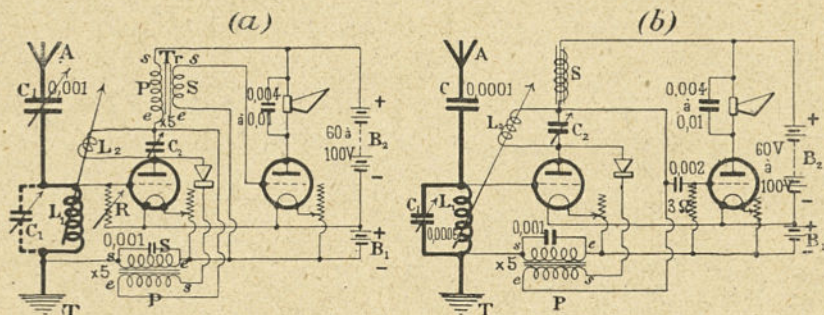 (a)
A
C₁
0,001
s
Tr
s
P
S
e
e
x5
L₂
C₂
0,004
à
0,01
+
60 à
100V
B₂
−
R
C₁
L₁
0,001
S
s
e
x5
e
s
P
+
B₁
−
T
(b)
A
C
0,0001
S
L₂
C₂
0,004
à
0,01
+
60V
à
100V
B₂
−
0,002
3 Ω
C₁
L₁
0,0005
0,001
s
e
x5
e
s
P
+
B₁
−
T